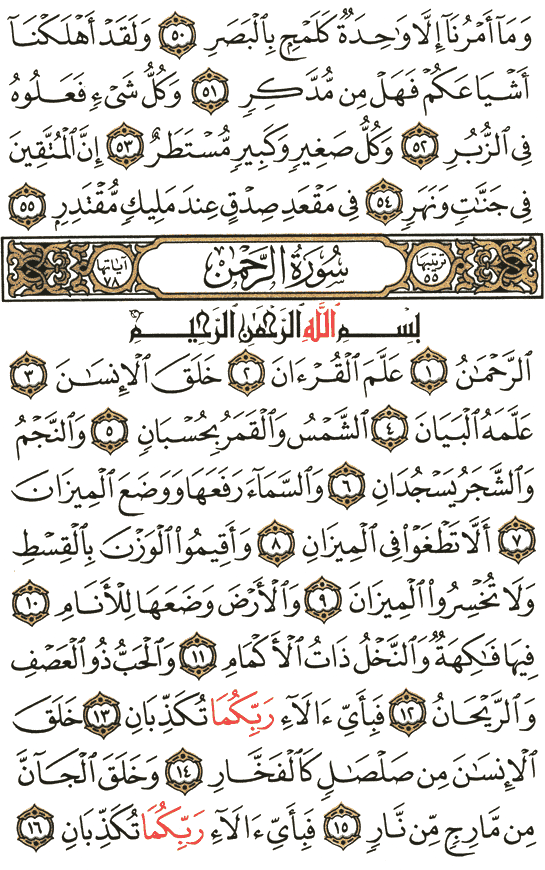 وَمَآ أَمْرُنَآ إِلَّا وَٰحِدَةٌ كَلَمْحٍۭ بِٱلْبَصَرِ ٥٠ وَلَقَدْ أَهْلَكْنَآ
أَشْيَاعَكُمْ فَهَلْ مِن مُّدَّكِرٍ ٥١ وَكُلُّ شَىْءٍ فَعَلُوهُ
فِى ٱلزُّبُرِ ٥٢ وَكُلُّ صَغِيرٍ وَكَبِيرٍ مُّسْتَطَرٌ ٥٣ إِنَّ ٱلْمُتَّقِينَ
فِى جَنَّٰتٍ وَنَهَرٍ ٥٤ فِى مَقْعَدِ صِدْقٍ عِندَ مَلِيكٍ مُّقْتَدِرٍۭ ٥٥
ترتيبها ٥٥ سُورَةُ الرَّحْمَٰن آياتها ٧٨
بِسْمِ ٱللَّهِ ٱلرَّحْمَٰنِ ٱلرَّحِيمِ
ٱلرَّحْمَٰنُ ١ عَلَّمَ ٱلْقُرْءَانَ ٢ خَلَقَ ٱلْإِنسَٰنَ ٣
عَلَّمَهُ ٱلْبَيَانَ ٤ ٱلشَّمْسُ وَٱلْقَمَرُ بِحُسْبَانٍ ٥ وَٱلنَّجْمُ
وَٱلشَّجَرُ يَسْجُدَانِ ٦ وَٱلسَّمَآءَ رَفَعَهَا وَوَضَعَ ٱلْمِيزَانَ
٧ أَلَّا تَطْغَوْا۟ فِى ٱلْمِيزَانِ ٨ وَأَقِيمُوا۟ ٱلْوَزْنَ بِٱلْقِسْطِ
وَلَا تُخْسِرُوا۟ ٱلْمِيزَانَ ٩ وَٱلْأَرْضَ وَضَعَهَا لِلْأَنَامِ ١٠
فِيهَا فَٰكِهَةٌ وَٱلنَّخْلُ ذَاتُ ٱلْأَكْمَامِ ١١ وَٱلْحَبُّ ذُو ٱلْعَصْفِ
وَٱلرَّيْحَانُ ١٢ فَبِأَىِّ ءَالَآءِ رَبِّكُمَا تُكَذِّبَانِ ١٣ خَلَقَ
ٱلْإِنسَٰنَ مِن صَلْصَٰلٍ كَٱلْفَخَّارِ ١٤ وَخَلَقَ ٱلْجَآنَّ
مِن مَّارِجٍ مِّن نَّارٍ ١٥ فَبِأَىِّ ءَالَآءِ رَبِّكُمَا تُكَذِّبَانِ ١٦